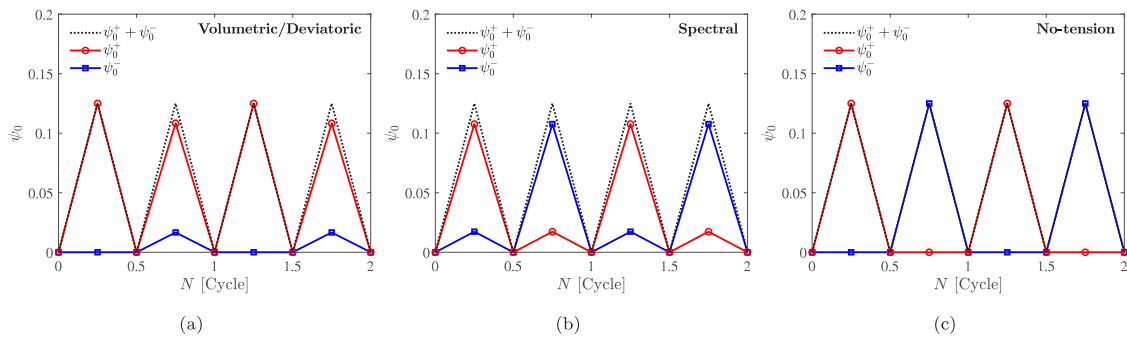 Volumetric/Deviatoric
ψ₀⁺ + ψ₀⁻
ψ₀⁺
ψ₀⁻
0.2
0.15
0.1
0.05
0
ψ₀
0 0.5 1 1.5 2
N [Cycle]
(a)
Spectral
ψ₀⁺ + ψ₀⁻
ψ₀⁺
ψ₀⁻
0.2
0.15
0.1
0.05
0
ψ₀
0 0.5 1 1.5 2
N [Cycle]
(b)
No-tension
ψ₀⁺ + ψ₀⁻
ψ₀⁺
ψ₀⁻
0.2
0.15
0.1
0.05
0
ψ₀
0 0.5 1 1.5 2
N [Cycle]
(c)